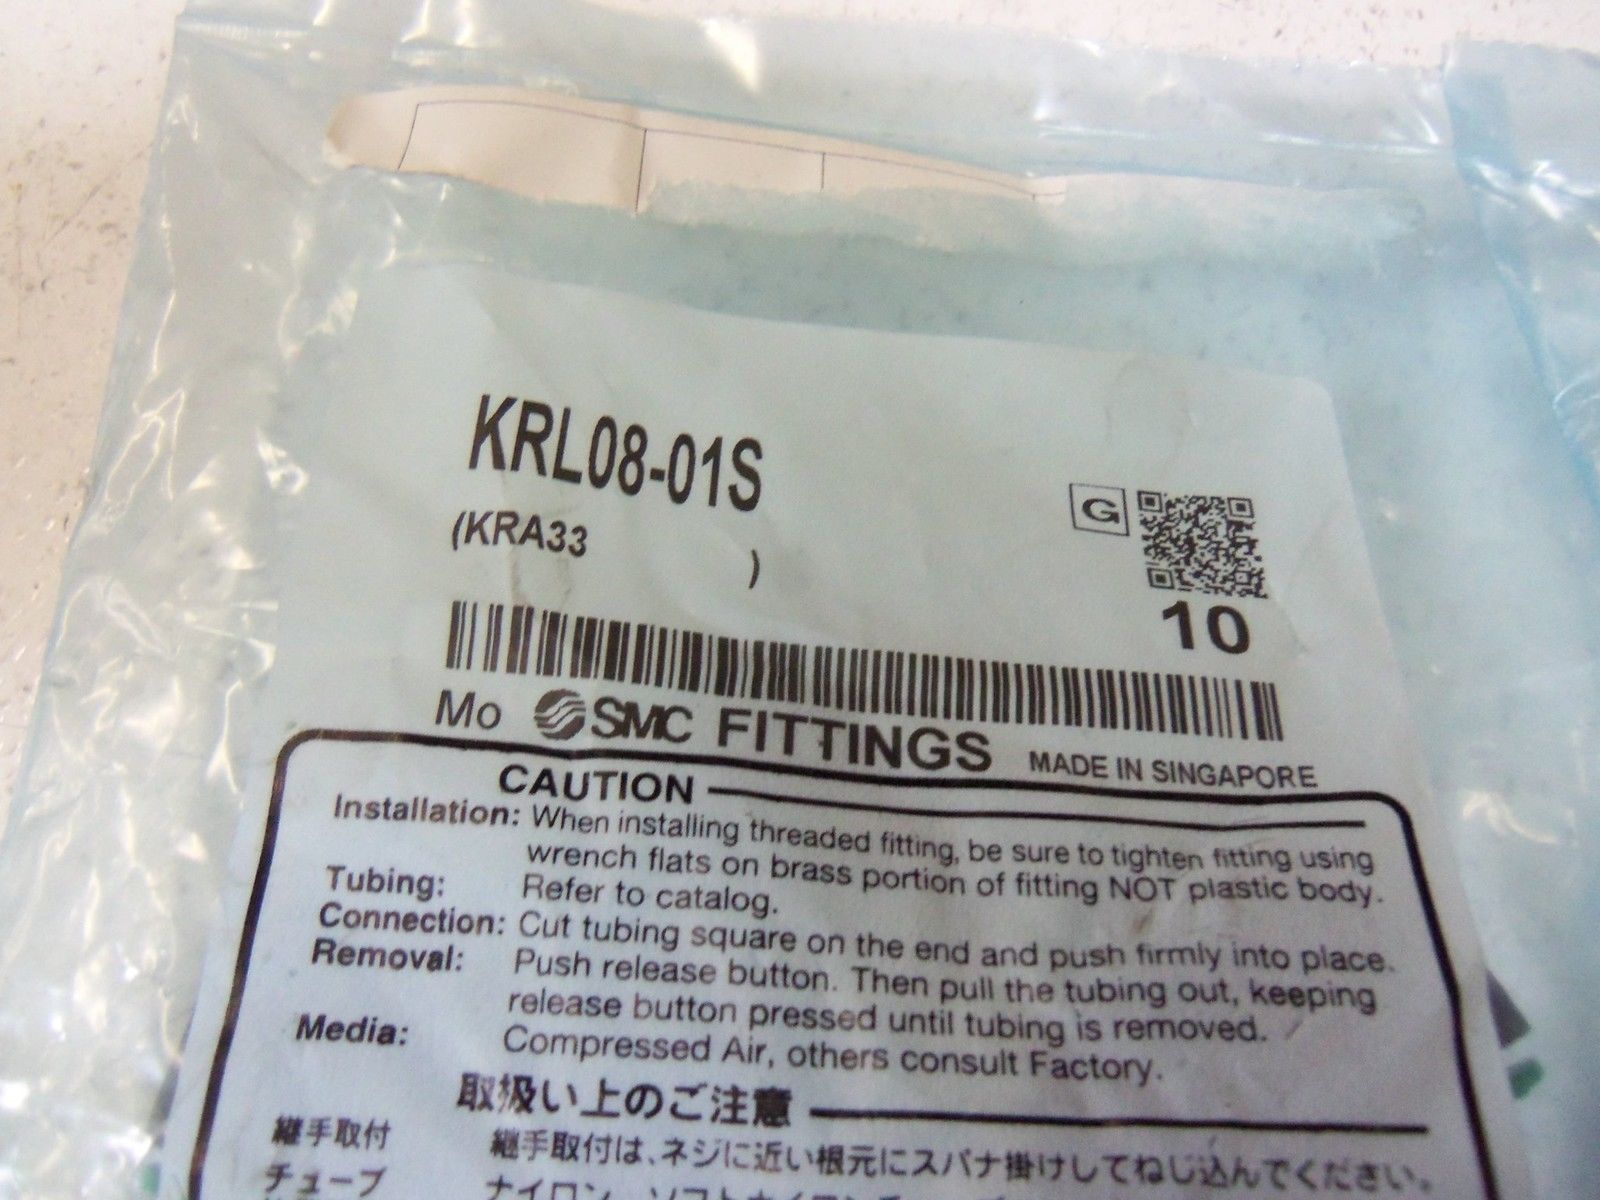 KRL08-01S
(KRA33 )
G
10
Mo SMC FITTINGS MADE IN SINGAPORE
CAUTION
Installation: When installing threaded fitting, be sure to tighten fitting using
wrench flats on brass portion of fitting NOT plastic body.
Tubing: Refer to catalog.
Connection: Cut tubing square on the end and push firmly into place.
Removal: Push release button. Then pull the tubing out, keeping
release button pressed until tubing is removed.
Media: Compressed Air, others consult Factory.
取扱い上のご注意
継手取付 継手取付は、ネジに近い根元にスパナ掛けしてねじ込んでください。
チューブ